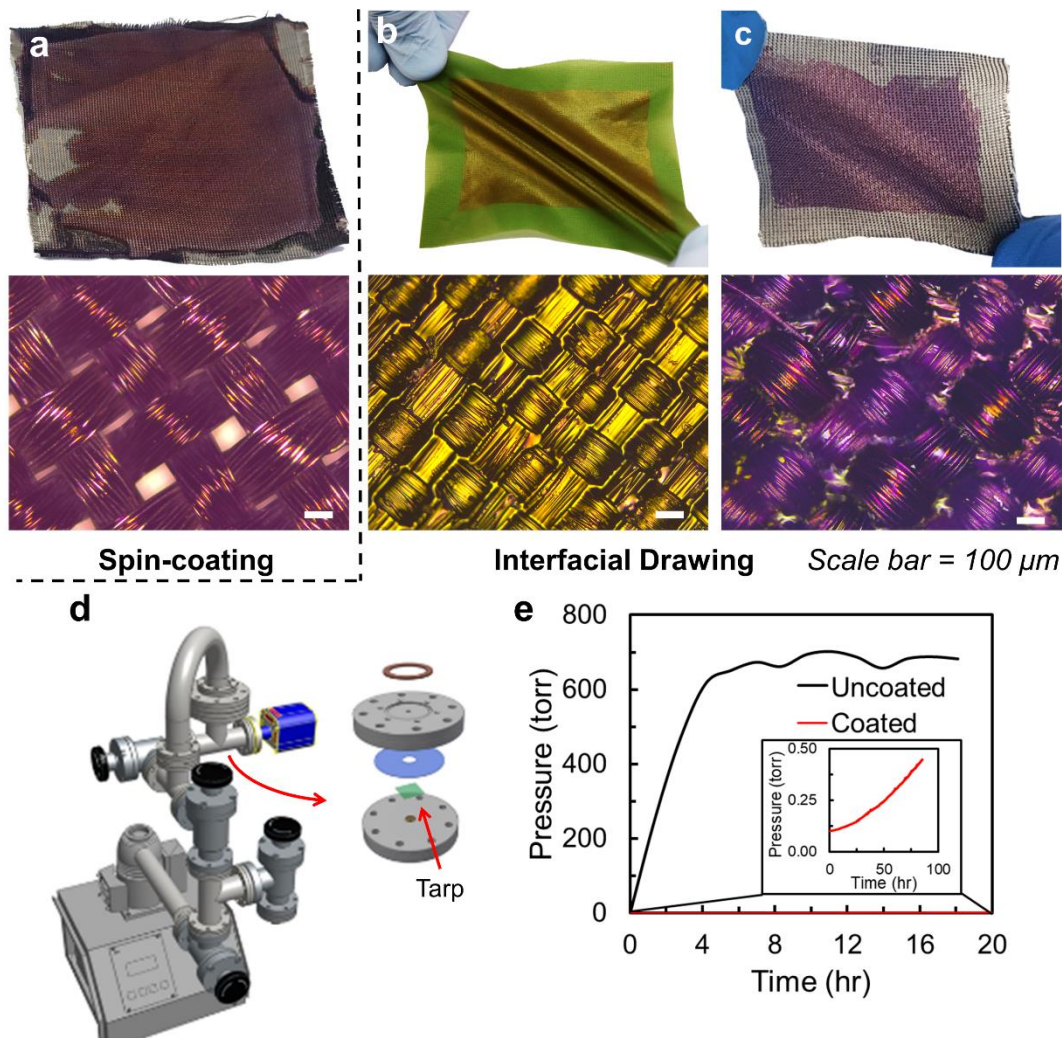 a
b
c
Spin-coating
Interfacial Drawing
Scale bar = 100 µm
d
Tarp
e
800
600
400
200
0
Pressure (torr)
0 4 8 12 16 20
Time (hr)
Uncoated
Coated
0.50
0.25
0.00
Pressure (torr)
0 50 100
Time (hr)